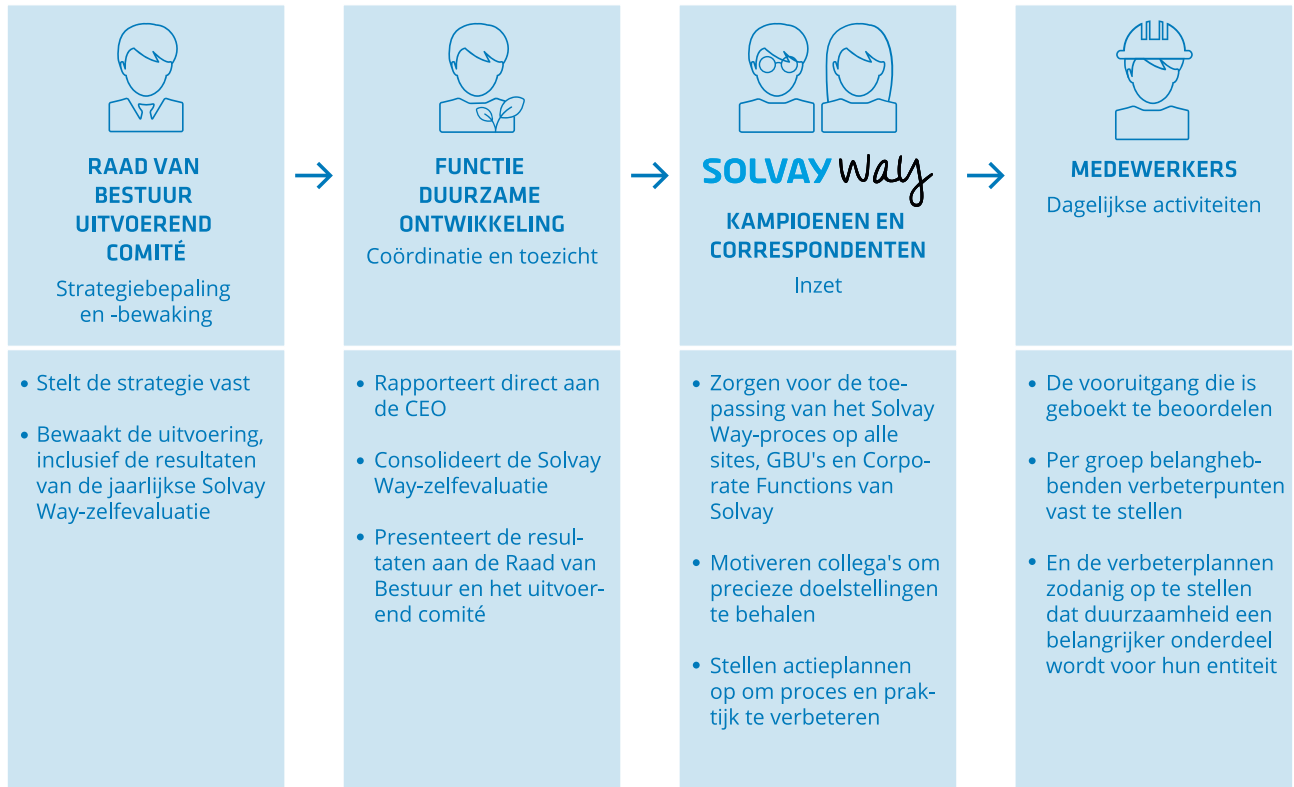 RAAD VAN
BESTUUR
UITVOEREND
COMITÉ
Strategiebepaling
en -bewaking
• Stelt de strategie vast
• Bewaakt de uitvoering,
inclusief de resultaten
van de jaarlijkse Solvay
Way-zelfevaluatie
→
FUNCTIE
DUURZAME
ONTWIKKELING
Coördinatie en toezicht
• Rapporteert direct aan
de CEO
• Consolideert de Solvay
Way-zelfevaluatie
• Presenteert de resul-
taten aan de Raad van
Bestuur en het uitvoer-
end comité
→
SOLVAY way
KAMPIOENEN EN
CORRESPONDENTEN
Inzet
• Zorgen voor de toe-
passing van het Solvay
Way-proces op alle
sites, GBU's en Corpo-
rate Functions van
Solvay
• Motiveren collega's om
precieze doelstellingen
te behalen
• Stellen actieplannen
op om proces en prak-
tijk te verbeteren
→
MEDEWERKERS
Dagelijkse activiteiten
• De vooruitgang die is
geboekt te beoordelen
• Per groep belangheb-
benden verbeterpunten
vast te stellen
• En de verbeterplannen
zodanig op te stellen
dat duurzaamheid een
belangrijker onderdeel
wordt voor hun entiteit